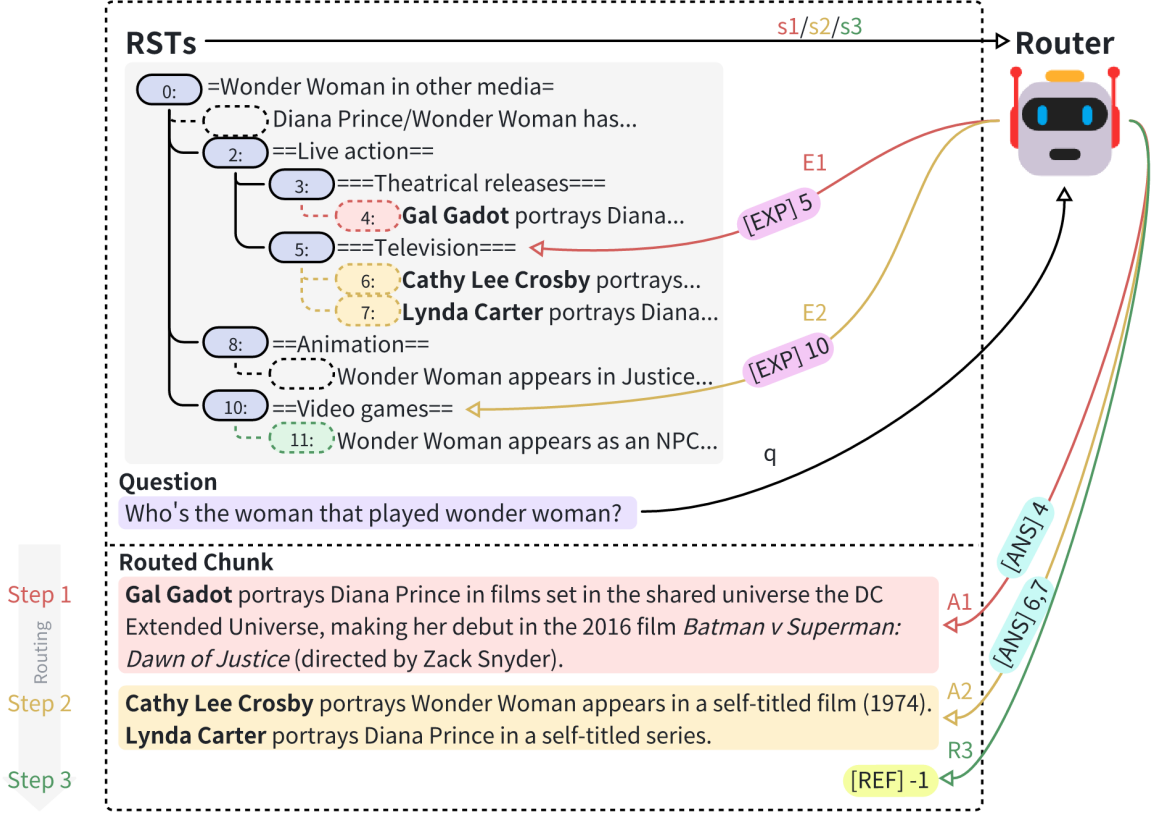 s1/s2/s3
RSTs
Router
0: =Wonder Woman in other media=
Diana Prince/Wonder Woman has...
2: ==Live action==
3: ===Theatrical releases===
4: Gal Gadot portrays Diana...
5: ===Television===
6: Cathy Lee Crosby portrays...
7: Lynda Carter portrays Diana...
8: ==Animation==
Wonder Woman appears in Justice...
10: ==Video games==
11: Wonder Woman appears as an NPC...
E1
[EXP] 5
E2
[EXP] 10
q
Question
Who's the woman that played wonder woman?
[ANS] 4
[ANS] 6,7
Routed Chunk
Step 1
Gal Gadot portrays Diana Prince in films set in the shared universe the DC
Extended Universe, making her debut in the 2016 film Batman v Superman:
Dawn of Justice (directed by Zack Snyder).
A1
Routing
Step 2
Cathy Lee Crosby portrays Wonder Woman appears in a self-titled film (1974).
Lynda Carter portrays Diana Prince in a self-titled series.
A2
R3
Step 3
[REF] -1